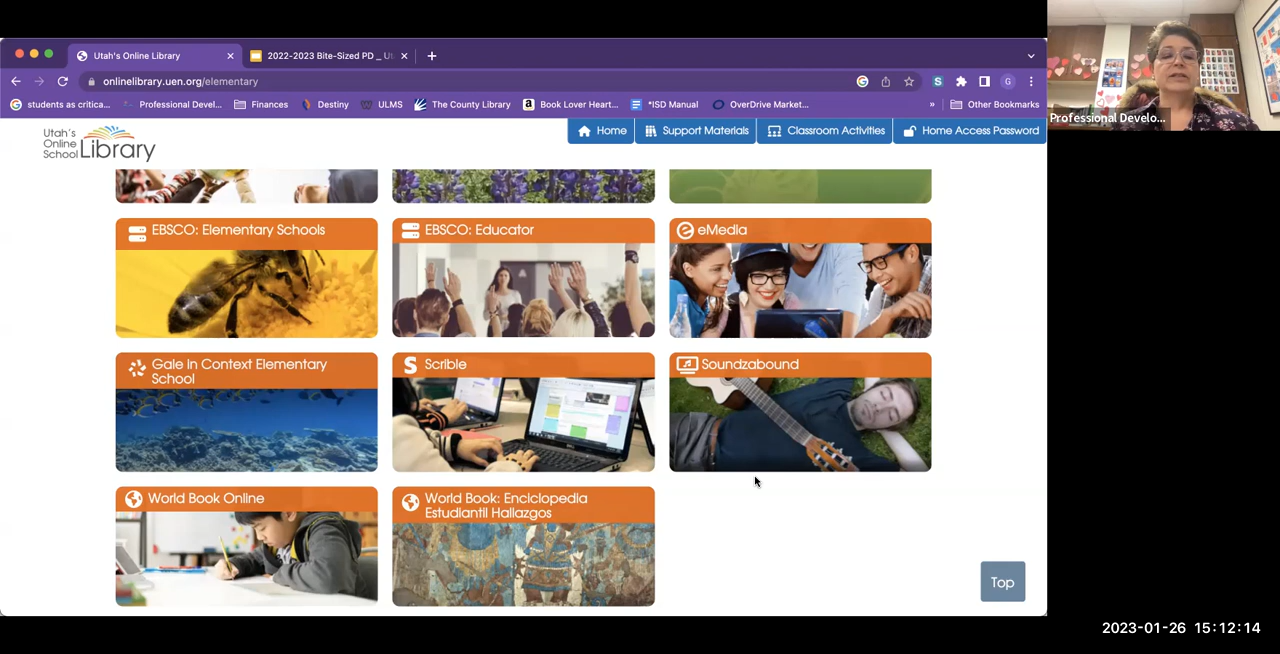 Utah's Online Library
2022-2023 Bite-Sized PD _ U
onlinelibrary.uen.org/elementary
G
students as critica...
Professional Devel...
Finances
Destiny
ULMS
The County Library
Book Lover Heart...
*ISD Manual
OverDrive Market...
»
Other Bookmarks
Utah's
Online
School Library
Home
Support Materials
Classroom Activities
Home Access Password
Professional Develo...
EBSCO: Elementary Schools
EBSCO: Educator
eMedia
Gale In Context Elementary
School
Scrible
Soundzabound
World Book Online
World Book: Enciclopedia
Estudiantil Hallazgos
Top
2023-01-26 15:12:14